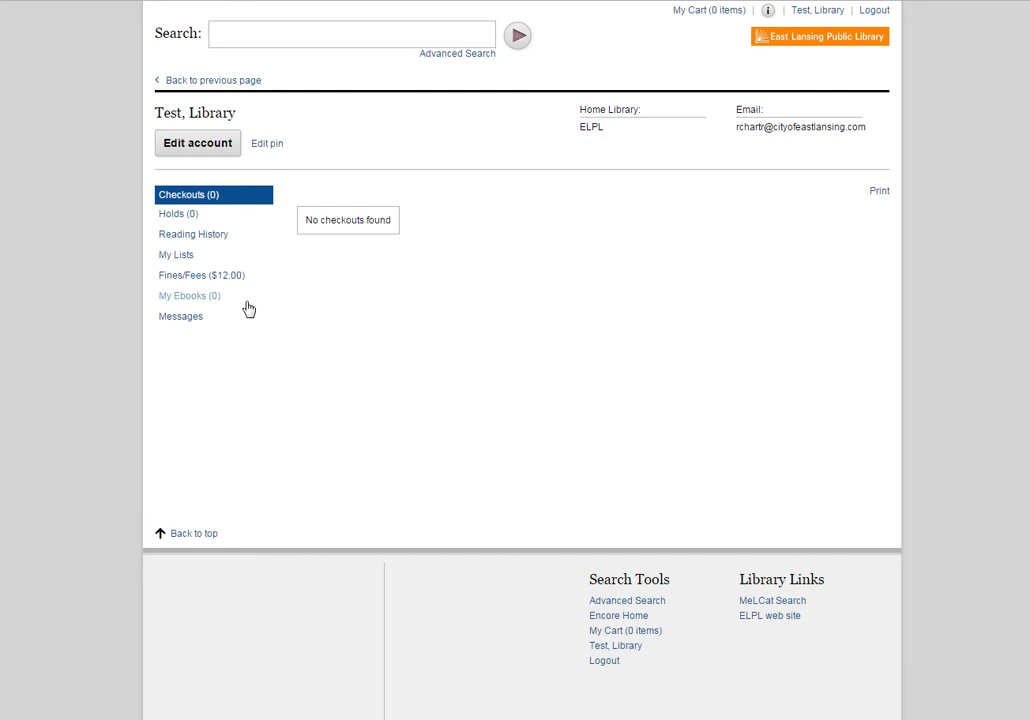 My Cart (0 items) | i | Test, Library | Logout
Search:
East Lansing Public Library
Advanced Search
Back to previous page
Test, Library
Home Library:
Email:
ELPL
rchartr@cityofeastlansing.com
Edit account
Edit pin
Checkouts (0)
Print
Holds (0)
No checkouts found
Reading History
My Lists
Fines/Fees ($12.00)
My Ebooks (0)
Messages
Back to top
Search Tools
Library Links
Advanced Search
MeLCat Search
Encore Home
ELPL web site
My Cart (0 items)
Test, Library
Logout